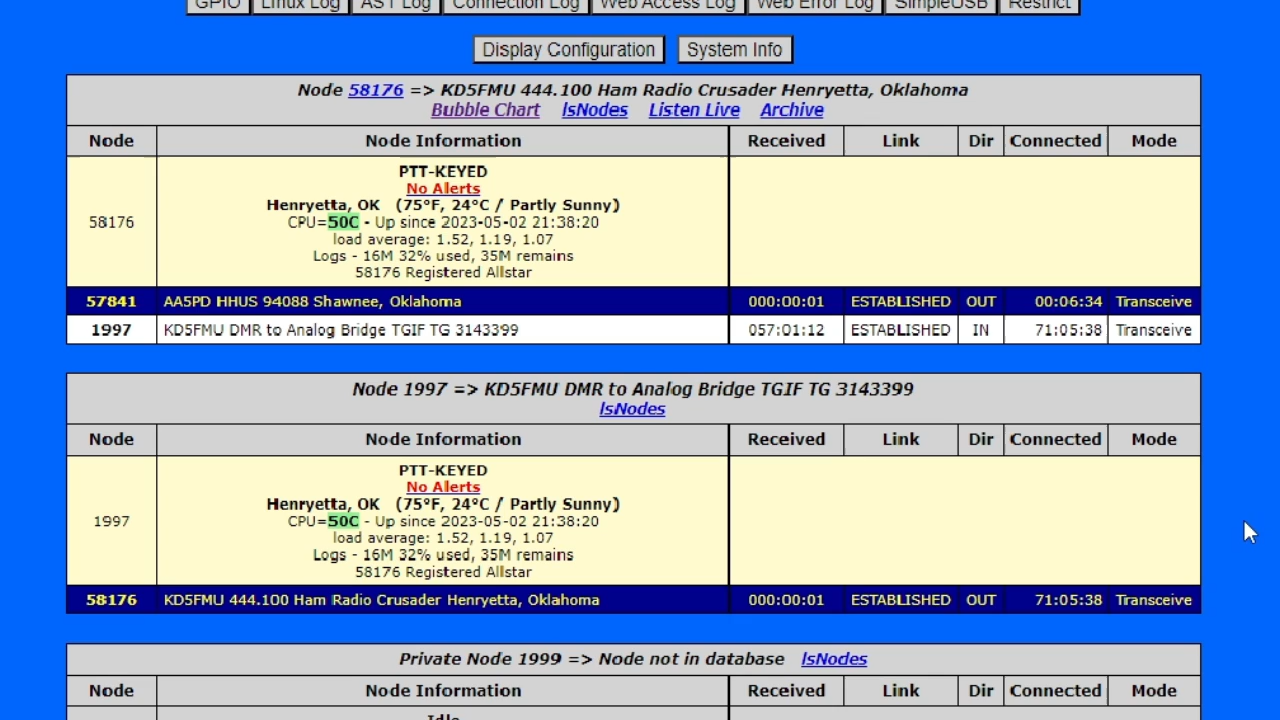 GPIO Linux Log AST Log Connection Log Web Access Log Web Error Log SimpleUSB Restrict
Display Configuration System Info
Node 58176 => KD5FMU 444.100 Ham Radio Crusader Henryetta, Oklahoma
Bubble Chart lsNodes Listen Live Archive
Node Node Information Received Link Dir Connected Mode
PTT-KEYED
No Alerts
Henryetta, OK (75°F, 24°C / Partly Sunny)
58176 CPU=50C - Up since 2023-05-02 21:38:20
load average: 1.52, 1.19, 1.07
Logs - 16M 32% used, 35M remains
58176 Registered Allstar
57841 AA5PD HHUS 94088 Shawnee, Oklahoma 000:00:01 ESTABLISHED OUT 00:06:34 Transceive
1997 KD5FMU DMR to Analog Bridge TGIF TG 3143399 057:01:12 ESTABLISHED IN 71:05:38 Transceive
Node 1997 => KD5FMU DMR to Analog Bridge TGIF TG 3143399
lsNodes
Node Node Information Received Link Dir Connected Mode
PTT-KEYED
No Alerts
Henryetta, OK (75°F, 24°C / Partly Sunny)
1997 CPU=50C - Up since 2023-05-02 21:38:20
load average: 1.52, 1.19, 1.07
Logs - 16M 32% used, 35M remains
58176 Registered Allstar
58176 KD5FMU 444.100 Ham Radio Crusader Henryetta, Oklahoma 000:00:01 ESTABLISHED OUT 71:05:38 Transceive
Private Node 1999 => Node not in database lsNodes
Node Node Information Received Link Dir Connected Mode
Idle